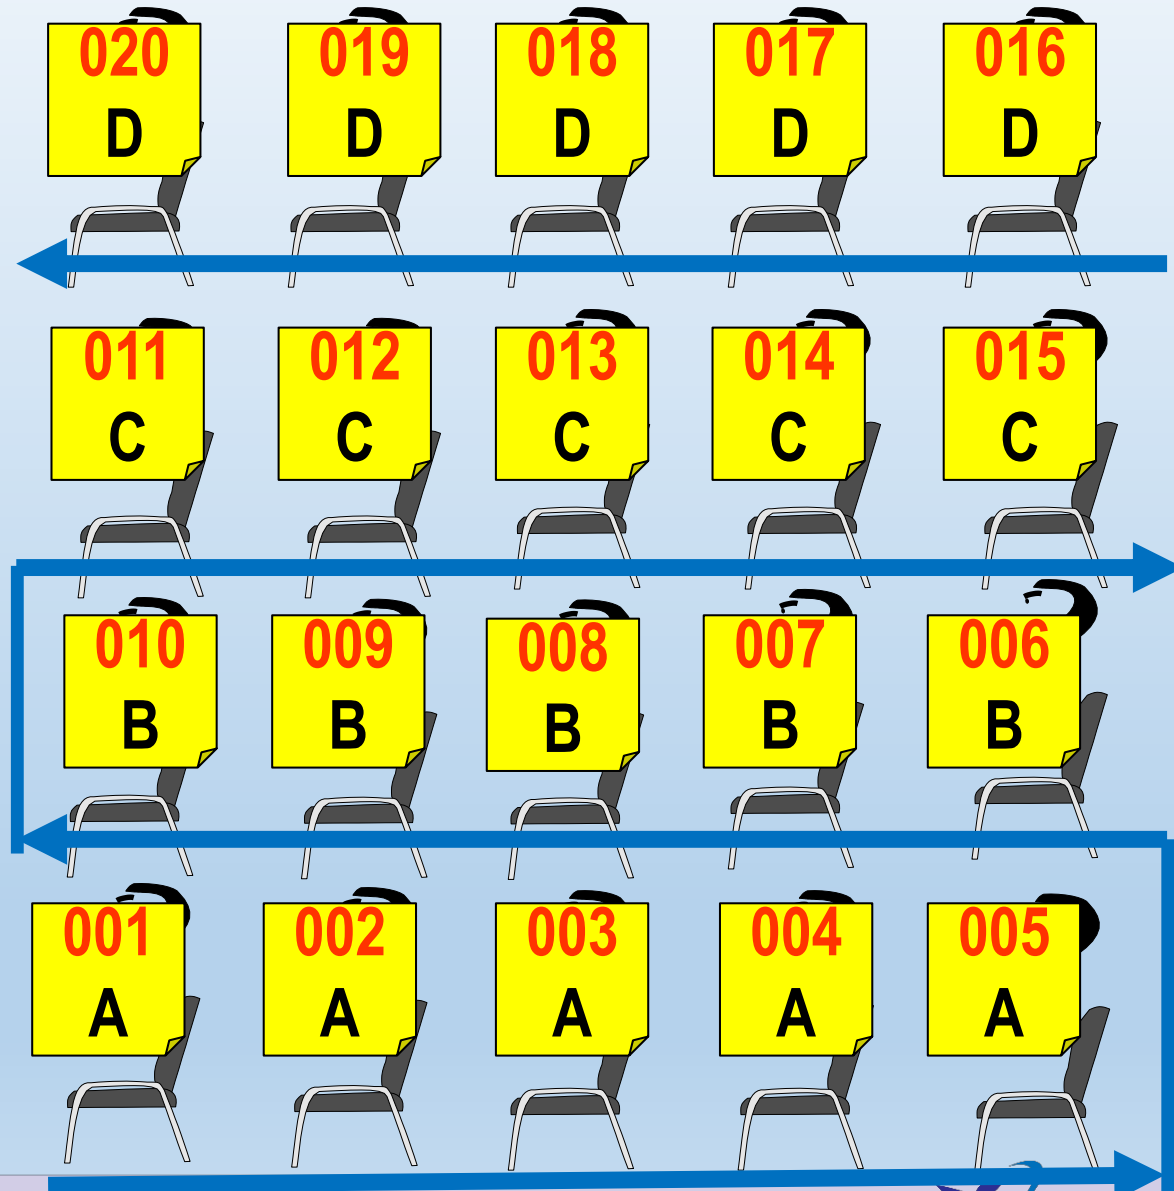 020 019 018 017 016
D D D D D
011 012 013 014 015
C C C C C
010 009 008 007 006
B B B B B
001 002 003 004 005
A A A A A